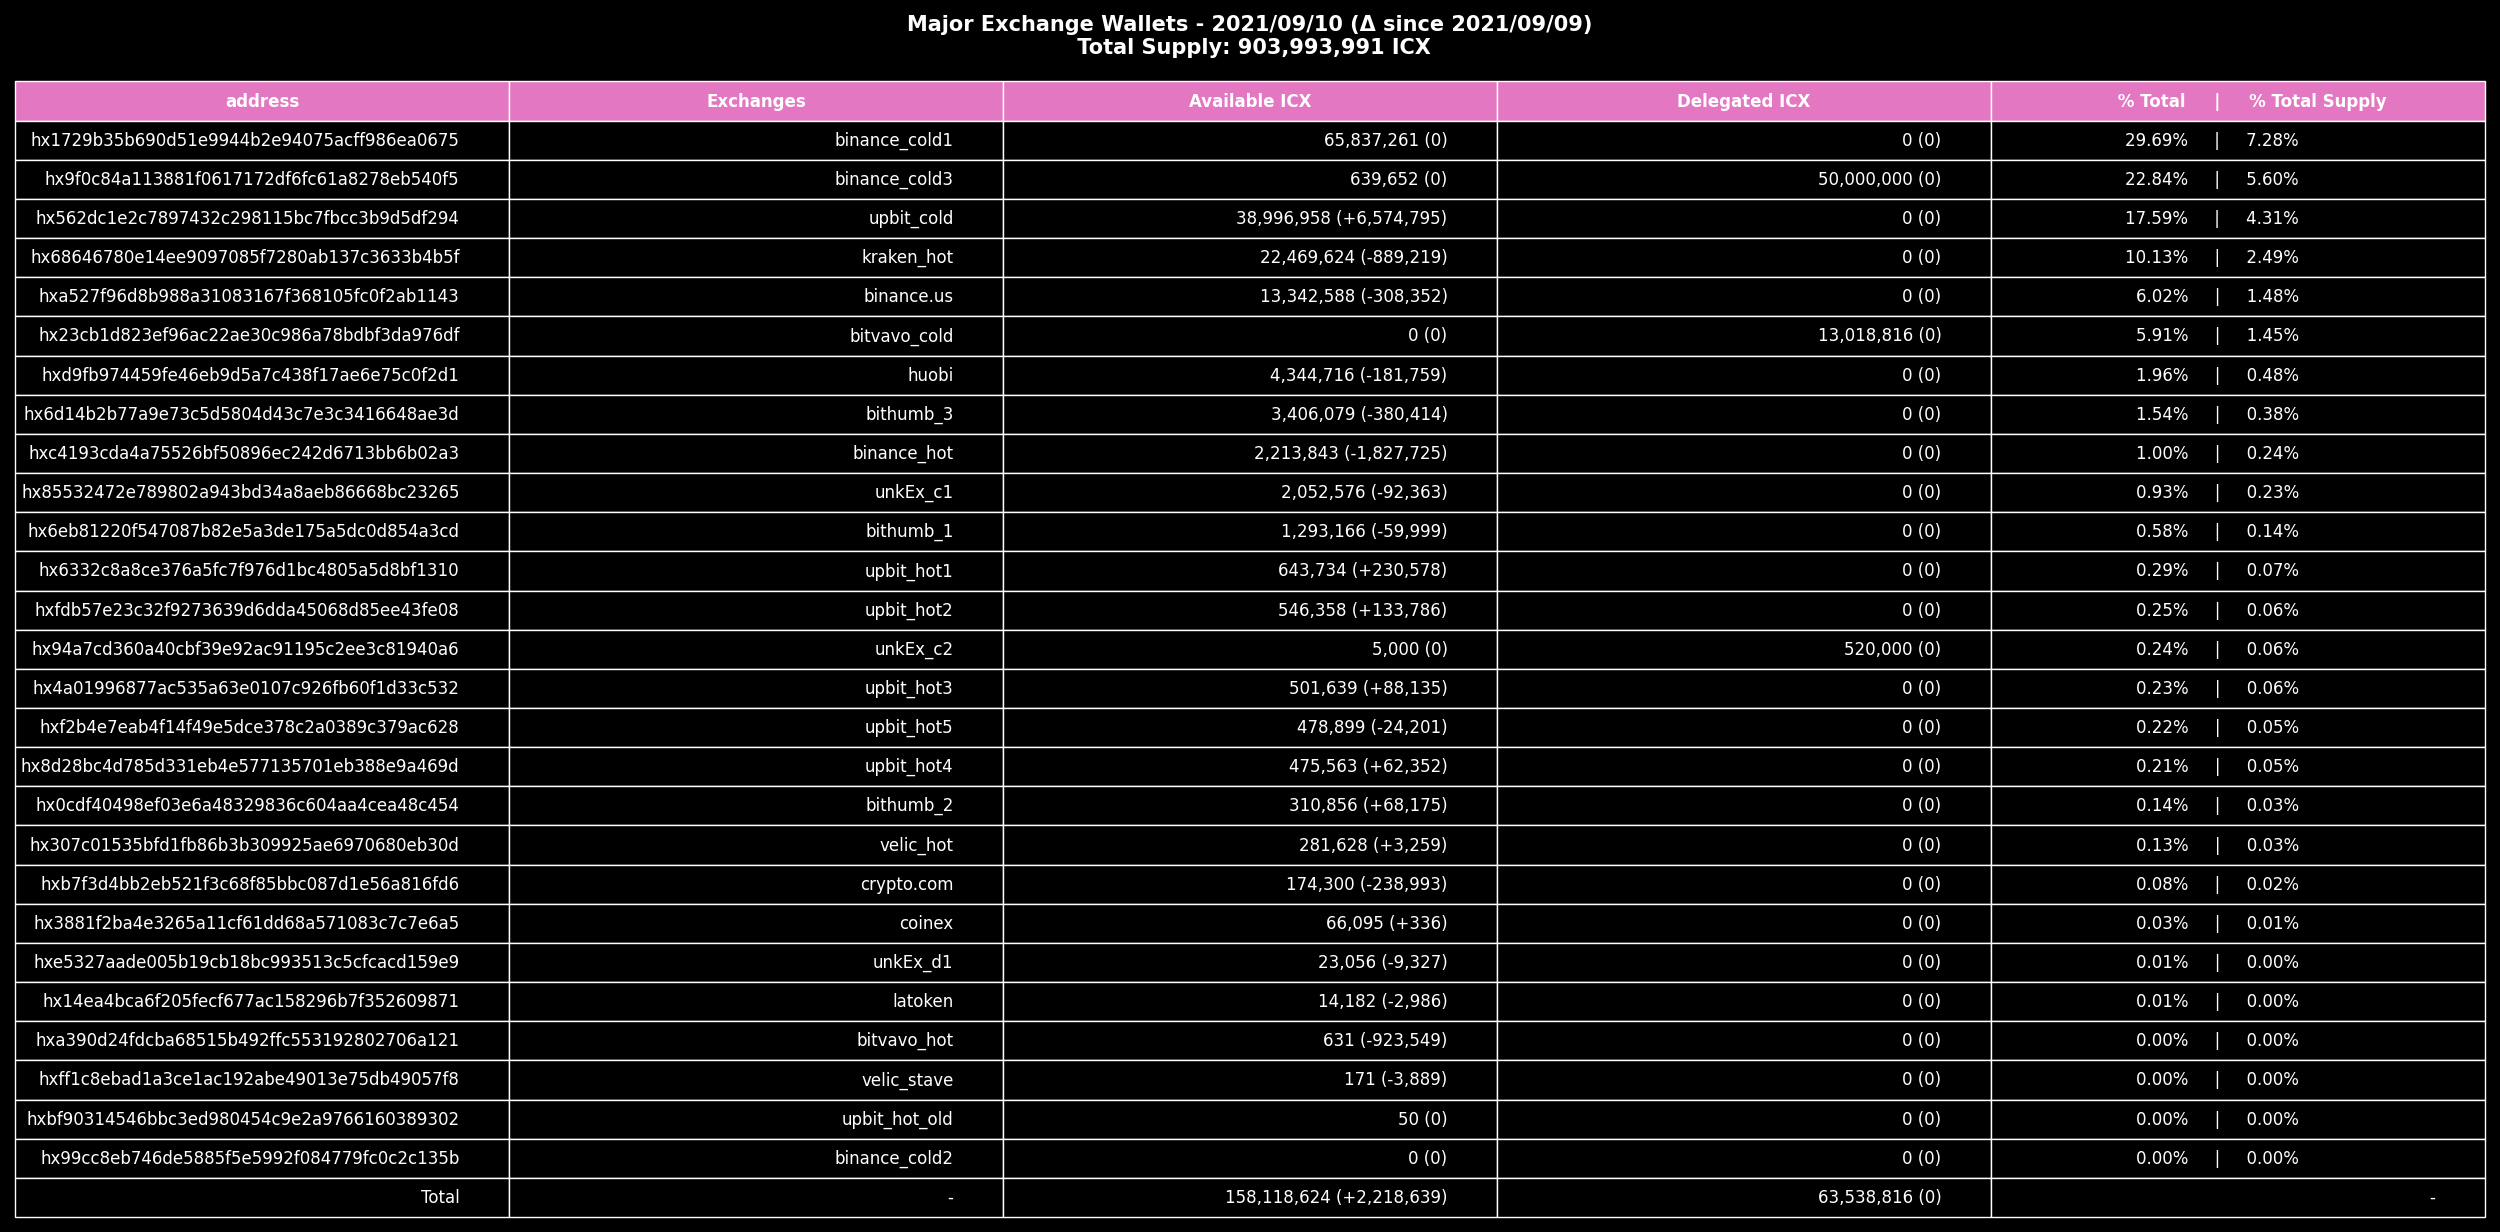 Major Exchange Wallets - 2021/09/10 (Δ since 2021/09/09)
Total Supply: 903,993,991 ICX
address Exchanges Available ICX Delegated ICX % Total | % Total Supply
hx1729b35b690d51e9944b2e94075acff986ea0675 binance_cold1 65,837,261 (0) 0 (0) 29.69% | 7.28%
hx9f0c84a113881f0617172df6fc61a8278eb540f5 binance_cold3 639,652 (0) 50,000,000 (0) 22.84% | 5.60%
hx562dc1e2c7897432c298115bc7fbcc3b9d5df294 upbit_cold 38,996,958 (+6,574,795) 0 (0) 17.59% | 4.31%
hx68646780e14ee9097085f7280ab137c3633b4b5f kraken_hot 22,469,624 (-889,219) 0 (0) 10.13% | 2.49%
hxa527f96d8b988a31083167f368105fc0f2ab1143 binance.us 13,342,588 (-308,352) 0 (0) 6.02% | 1.48%
hx23cb1d823ef96ac22ae30c986a78bdbf3da976df bitvavo_cold 0 (0) 13,018,816 (0) 5.91% | 1.45%
hxd9fb974459fe46eb9d5a7c438f17ae6e75c0f2d1 huobi 4,344,716 (-181,759) 0 (0) 1.96% | 0.48%
hx6d14b2b77a9e73c5d5804d43c7e3c3416648ae3d bithumb_3 3,406,079 (-380,414) 0 (0) 1.54% | 0.38%
hxc4193cda4a75526bf50896ec242d6713bb6b02a3 binance_hot 2,213,843 (-1,827,725) 0 (0) 1.00% | 0.24%
hx85532472e789802a943bd34a8aeb86668bc23265 unkEx_c1 2,052,576 (-92,363) 0 (0) 0.93% | 0.23%
hx6eb81220f547087b82e5a3de175a5dc0d854a3cd bithumb_1 1,293,166 (-59,999) 0 (0) 0.58% | 0.14%
hx6332c8a8ce376a5fc7f976d1bc4805a5d8bf1310 upbit_hot1 643,734 (+230,578) 0 (0) 0.29% | 0.07%
hxfdb57e23c32f9273639d6dda45068d85ee43fe08 upbit_hot2 546,358 (+133,786) 0 (0) 0.25% | 0.06%
hx94a7cd360a40cbf39e92ac91195c2ee3c81940a6 unkEx_c2 5,000 (0) 520,000 (0) 0.24% | 0.06%
hx4a01996877ac535a63e0107c926fb60f1d33c532 upbit_hot3 501,639 (+88,135) 0 (0) 0.23% | 0.06%
hxf2b4e7eab4f14f49e5dce378c2a0389c379ac628 upbit_hot5 478,899 (-24,201) 0 (0) 0.22% | 0.05%
hx8d28bc4d785d331eb4e577135701eb388e9a469d upbit_hot4 475,563 (+62,352) 0 (0) 0.21% | 0.05%
hx0cdf40498ef03e6a48329836c604aa4cea48c454 bithumb_2 310,856 (+68,175) 0 (0) 0.14% | 0.03%
hx307c01535bfd1fb86b3b309925ae6970680eb30d velic_hot 281,628 (+3,259) 0 (0) 0.13% | 0.03%
hxb7f3d4bb2eb521f3c68f85bbc087d1e56a816fd6 crypto.com 174,300 (-238,993) 0 (0) 0.08% | 0.02%
hx3881f2ba4e3265a11cf61dd68a571083c7c7e6a5 coinex 66,095 (+336) 0 (0) 0.03% | 0.01%
hxe5327aade005b19cb18bc993513c5cfcacd159e9 unkEx_d1 23,056 (-9,327) 0 (0) 0.01% | 0.00%
hx14ea4bca6f205fecf677ac158296b7f352609871 latoken 14,182 (-2,986) 0 (0) 0.01% | 0.00%
hxa390d24fdcba68515b492ffc553192802706a121 bitvavo_hot 631 (-923,549) 0 (0) 0.00% | 0.00%
hxff1c8ebad1a3ce1ac192abe49013e75db49057f8 velic_stave 171 (-3,889) 0 (0) 0.00% | 0.00%
hxbf90314546bbc3ed980454c9e2a9766160389302 upbit_hot_old 50 (0) 0 (0) 0.00% | 0.00%
hx99cc8eb746de5885f5e5992f084779fc0c2c135b binance_cold2 0 (0) 0 (0) 0.00% | 0.00%
Total - 158,118,624 (+2,218,639) 63,538,816 (0) -